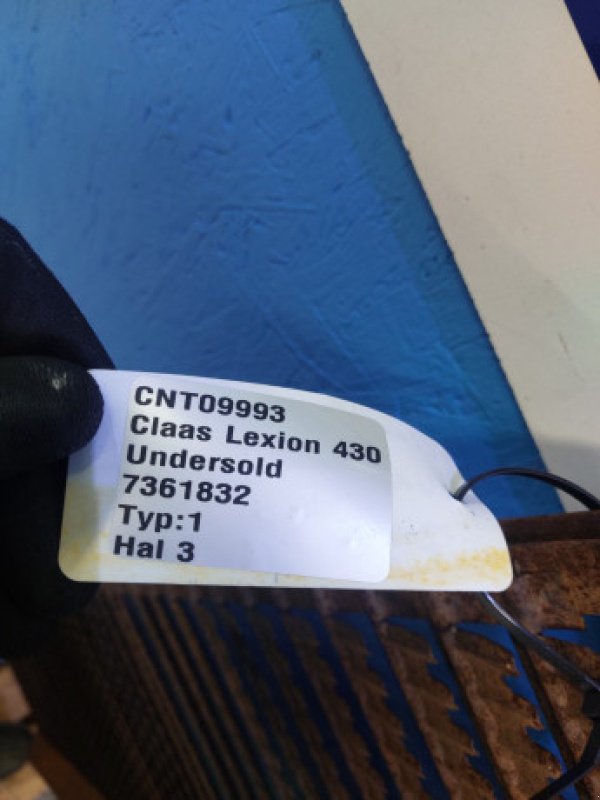 CNT09993
Claas Lexion 430
Undersold
7361832
Typ:1
Hal 3